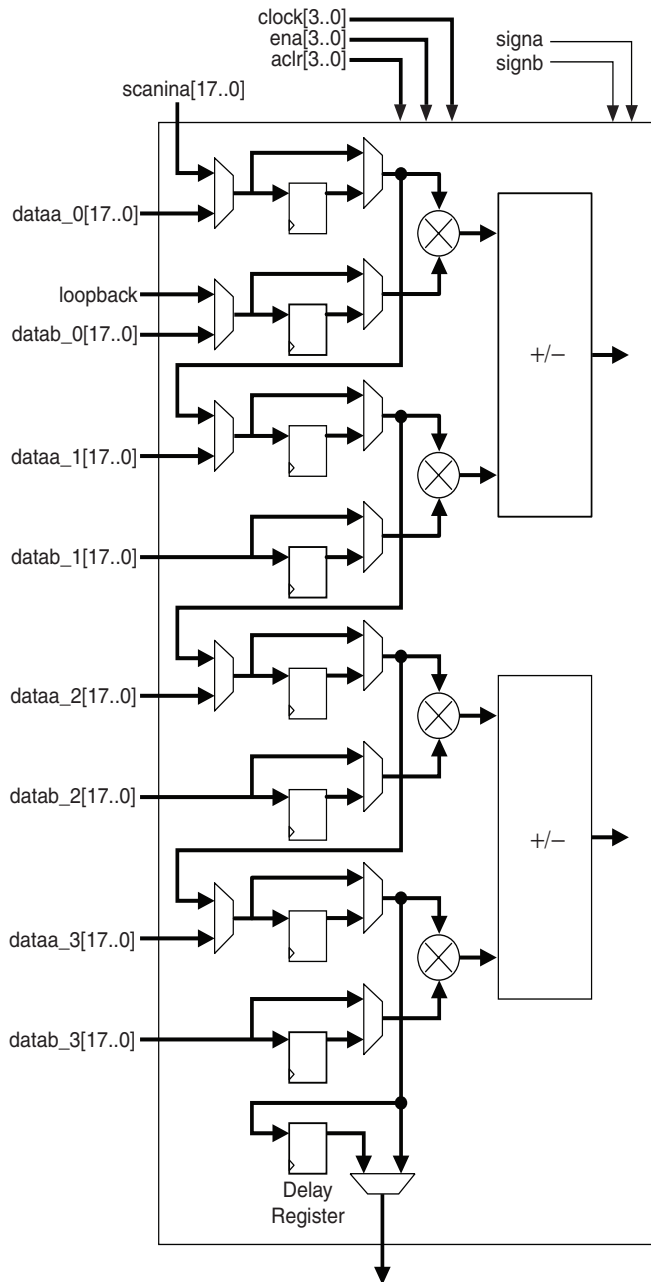 clock[3..0]
ena[3..0]
aclr[3..0]
signa
signb
scanina[17..0]
dataa_0[17..0]
loopback
datab_0[17..0]
+/−
dataa_1[17..0]
datab_1[17..0]
dataa_2[17..0]
datab_2[17..0]
+/−
dataa_3[17..0]
datab_3[17..0]
Delay
Register